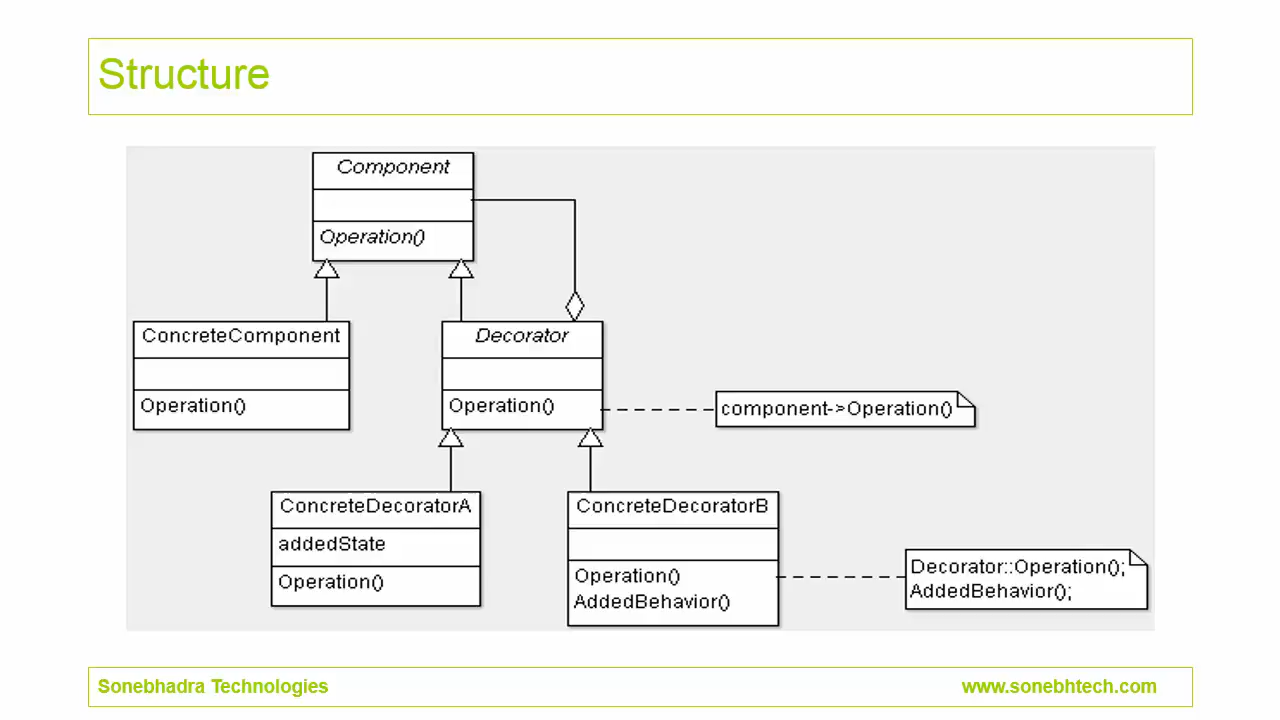 Structure
Component
Operation()
ConcreteComponent
Operation()
Decorator
Operation()
component->Operation()
ConcreteDecoratorA
addedState
Operation()
ConcreteDecoratorB
Operation()
AddedBehavior()
Decorator::Operation();
AddedBehavior();
Sonebhadra Technologies
www.sonebhtech.com